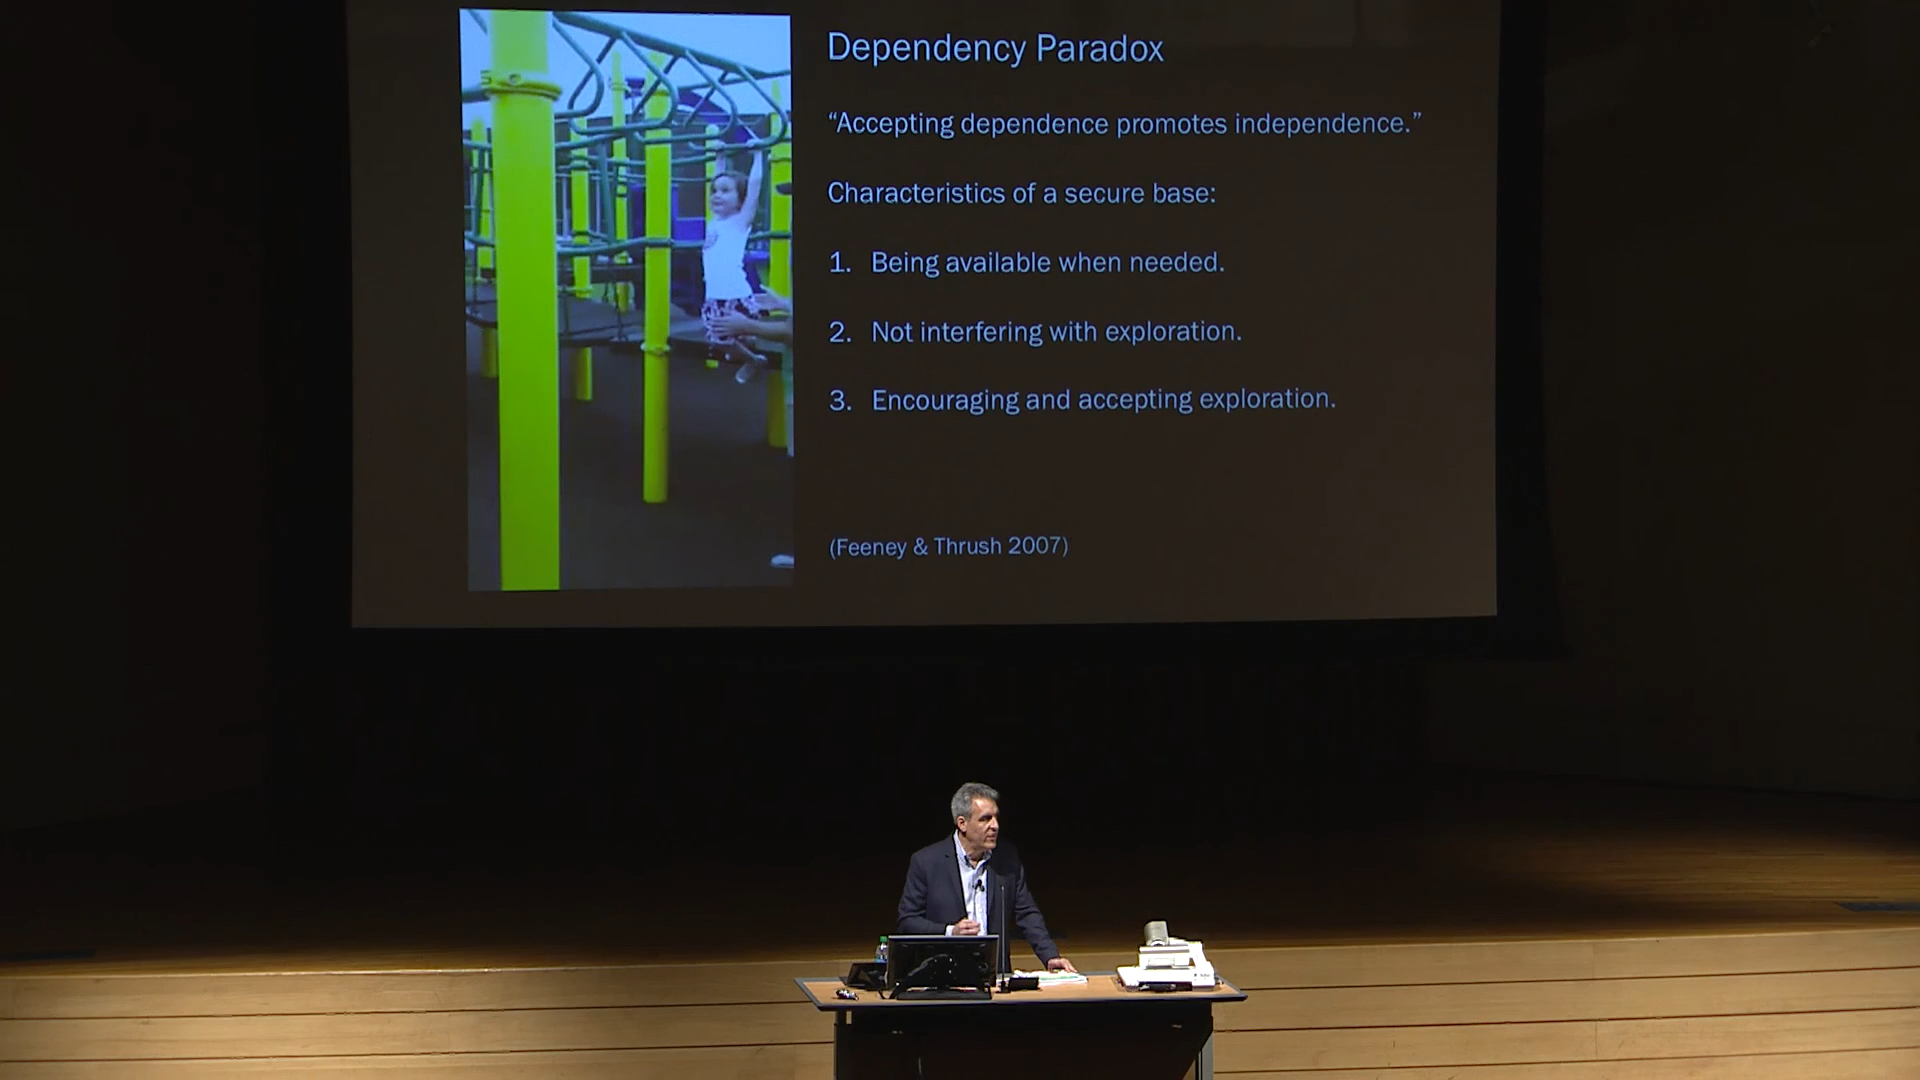 Dependency Paradox
“Accepting dependence promotes independence.”
Characteristics of a secure base:
1. Being available when needed.
2. Not interfering with exploration.
3. Encouraging and accepting exploration.
(Feeney & Thrush 2007)